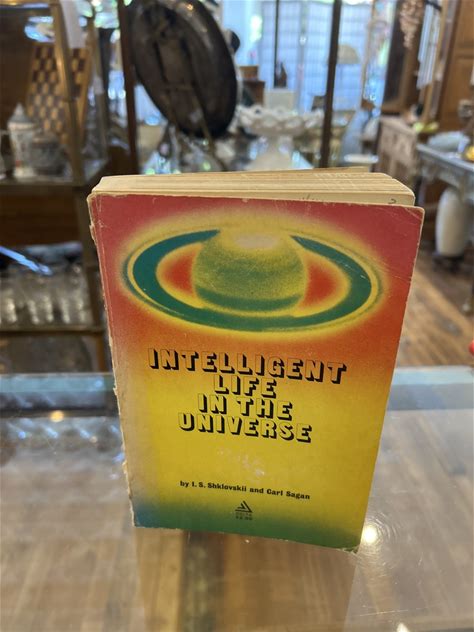 INTELLIGENT
LIFE
IN THE
UNIVERSE
by I. S. Shklovskii and Carl Sagan